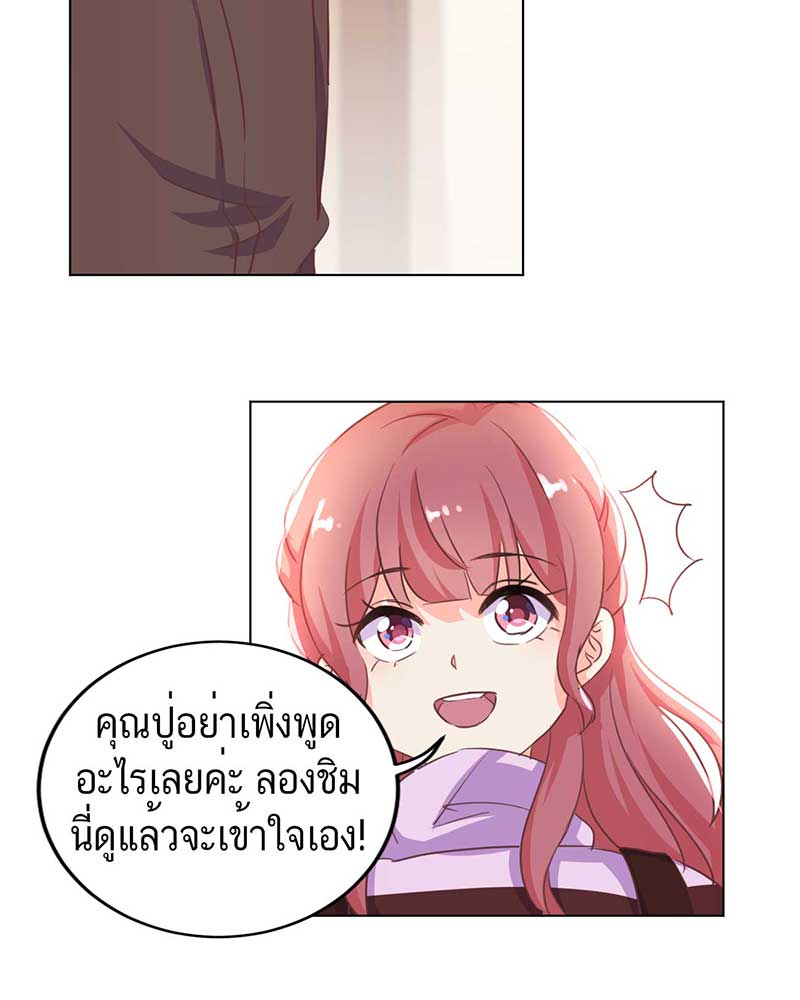 คุณปู่อย่าเพิ่งพูด
อะไรเลยค่ะ ลองชิม
นี่ดูแล้วจะเข้าใจเอง!